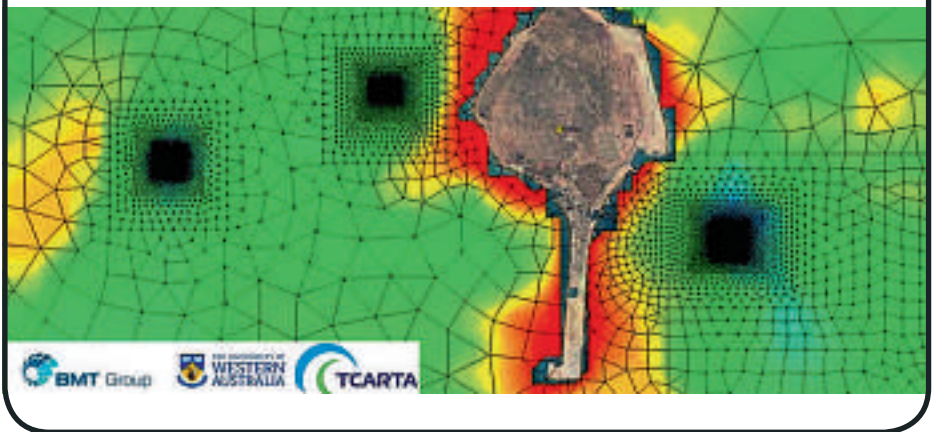 BMT Group
THE UNIVERSITY OF
WESTERN
AUSTRALIA
TCARTA